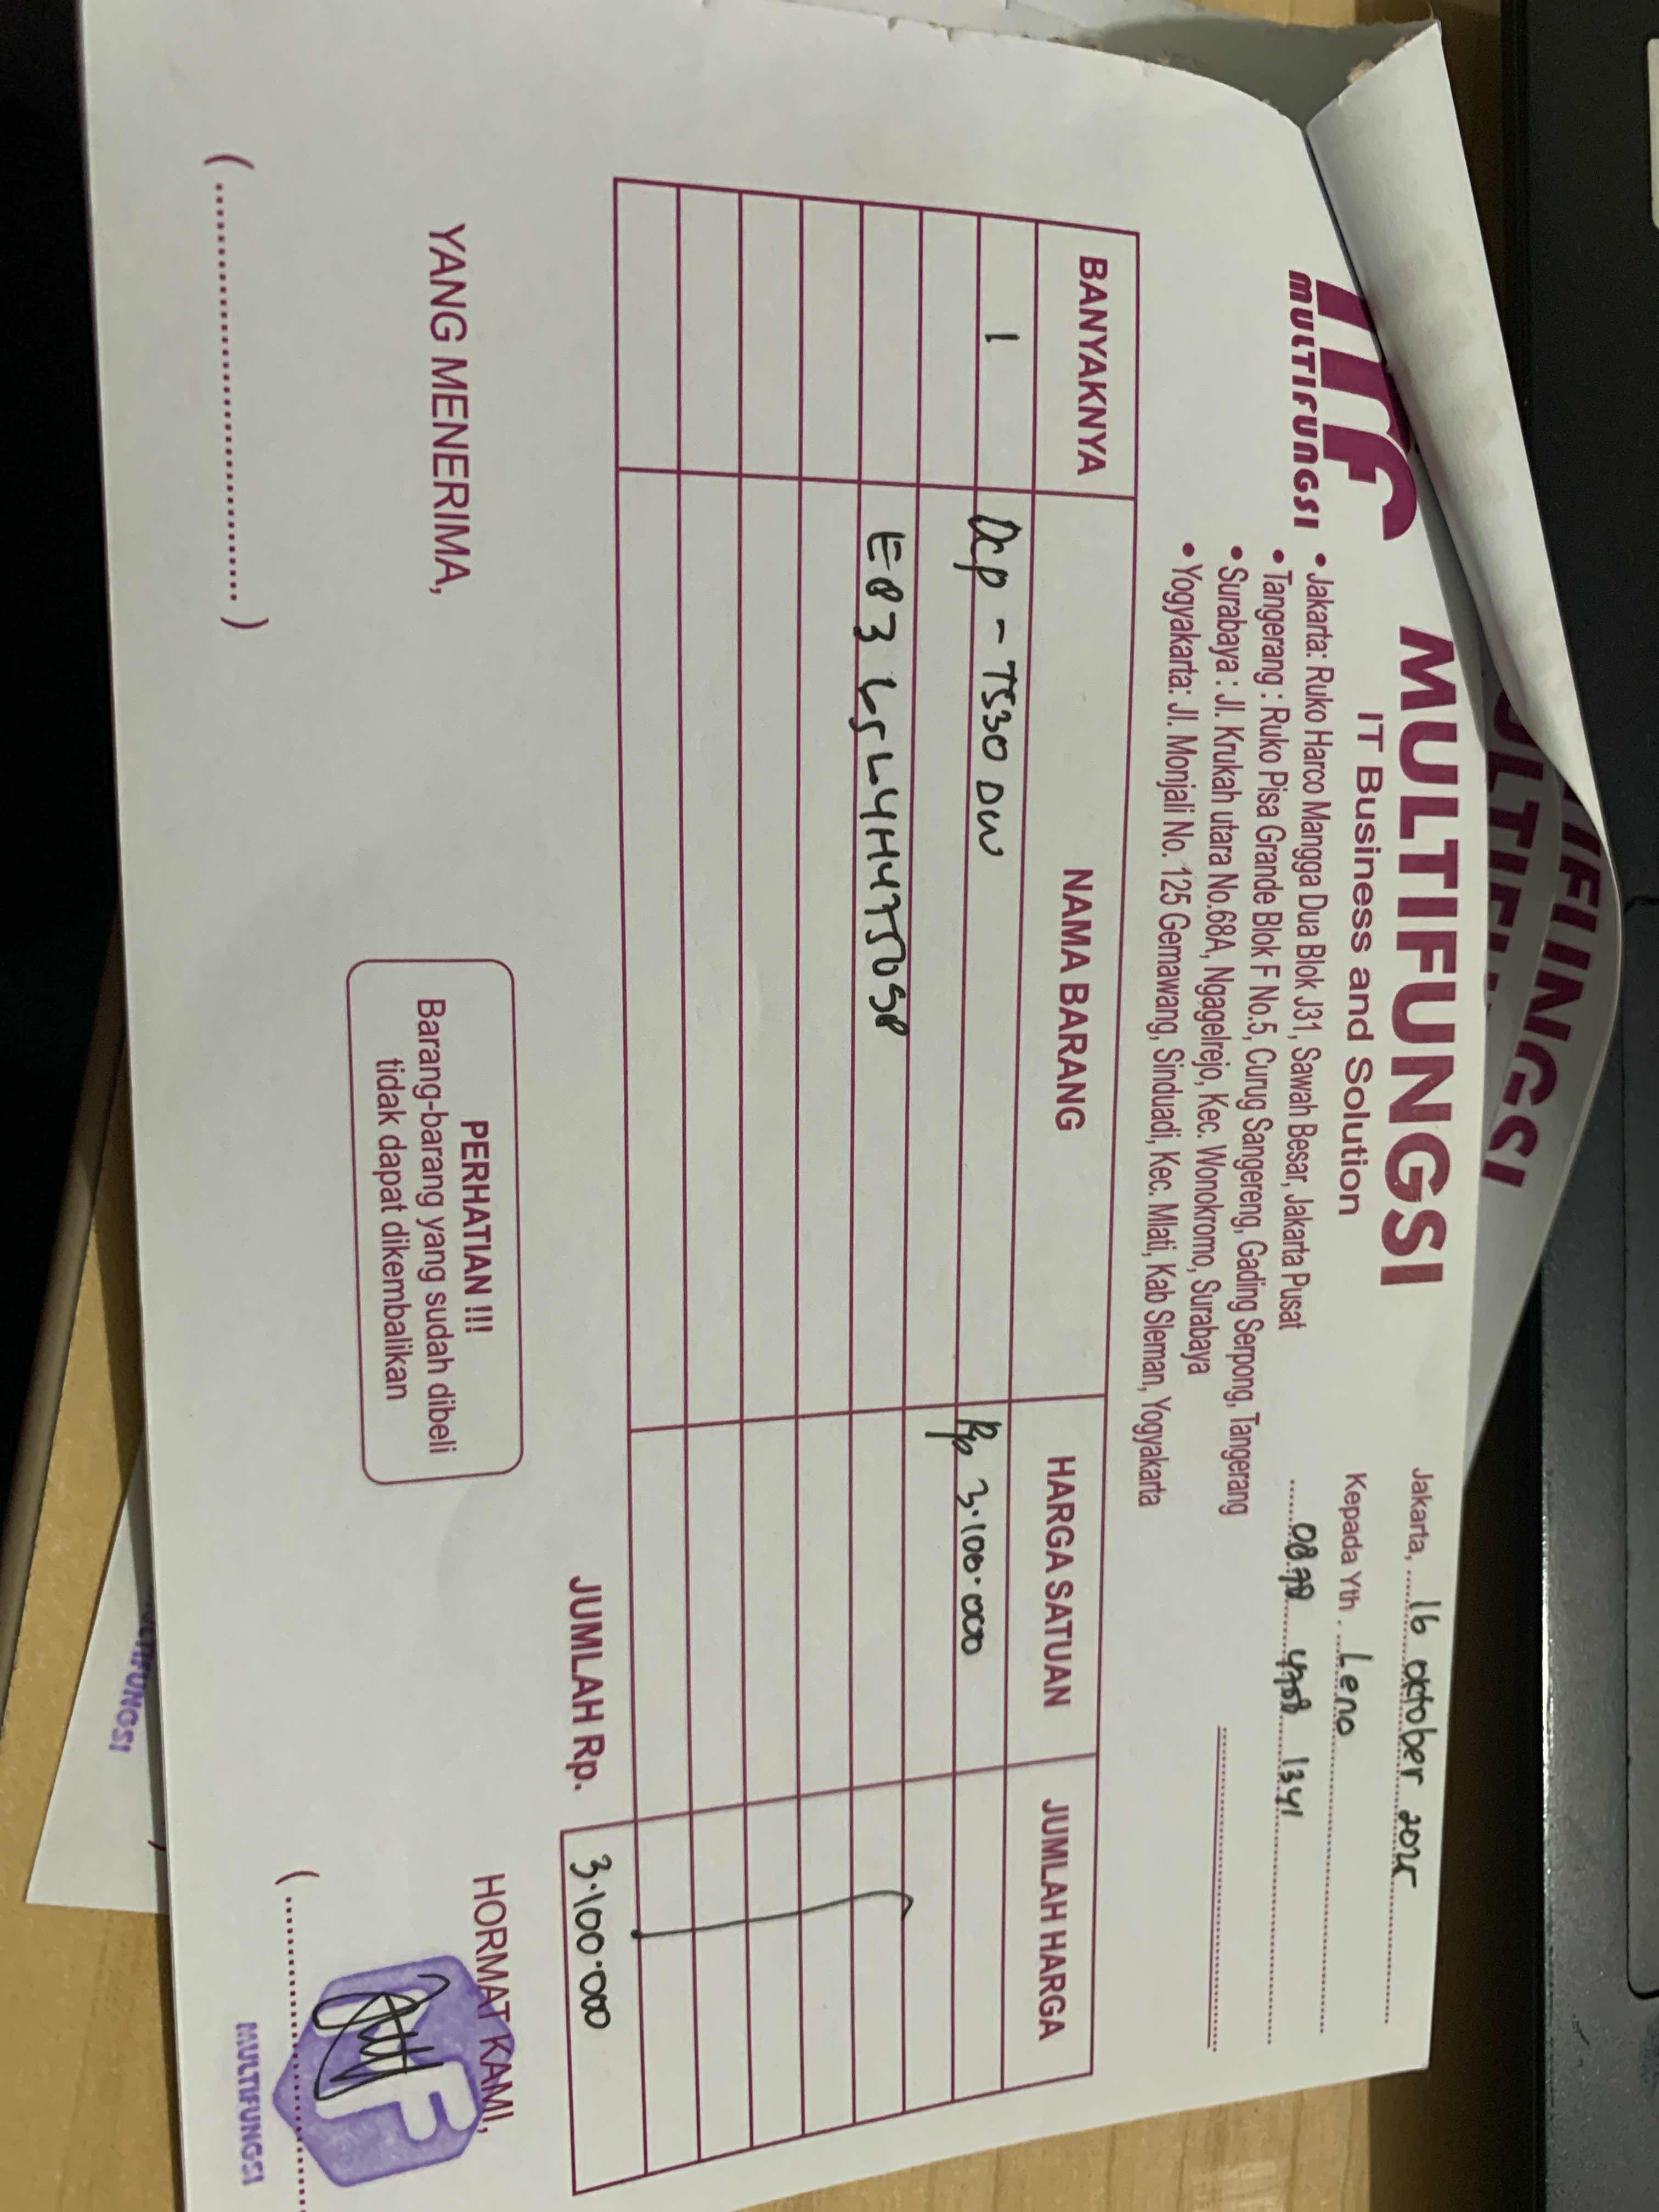 MULTIFUNGSI
IT Business and Solution
MULTIFUNGSI
• Jakarta: Ruko Harco Mangga Dua Blok J31, Sawah Besar, Jakarta Pusat
• Tangerang : Ruko Pisa Grande Blok F No.5, Curug Sangereng, Gading Serpong, Tangerang
• Surabaya : Jl. Krukah utara No.68A, Ngagelrejo, Kec. Wonokromo, Surabaya
• Yogyakarta: Jl. Monjali No. 125 Gemawang, Sinduadi, Kec. Mlati, Kab Sleman, Yogyakarta
Jakarta, 16 oktober 2025
Kepada Yth. Leno
1341
BANYAKNYA NAMA BARANG HARGA SATUAN JUMLAH HARGA
1 Dcp - T530 DW Rp 3.100.000
JUMLAH Rp. 3.100.000
YANG MENERIMA,
PERHATIAN !!!
Barang-barang yang sudah dibeli
tidak dapat dikembalikan
HORMAT KAMI,
(....................................)
MULTIFUNGSI